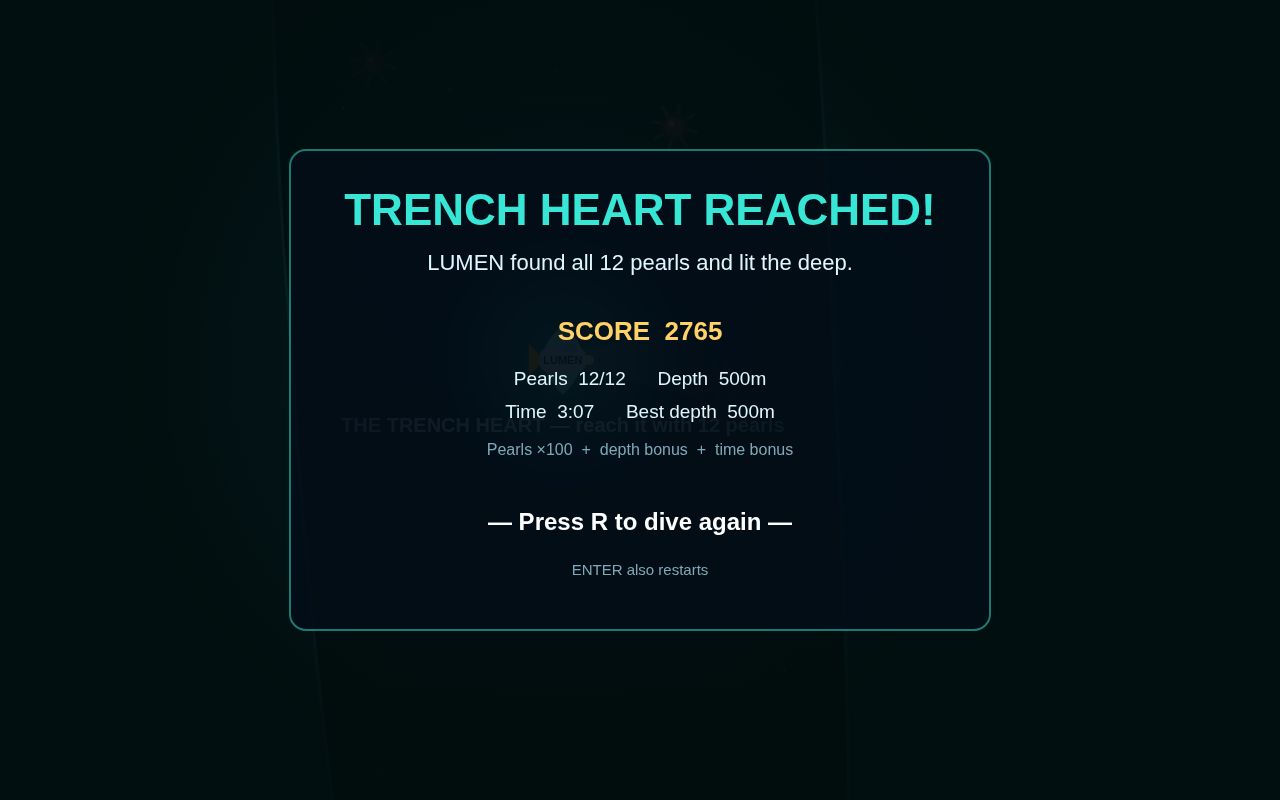 TRENCH HEART REACHED!
LUMEN found all 12 pearls and lit the deep.
SCORE 2765
LUMEN
Pearls 12/12 Depth 500m
Time 3:07 Best depth 500m
THE TRENCH HEART — reach it with 12 pearls
Pearls ×100 + depth bonus + time bonus
— Press R to dive again —
ENTER also restarts